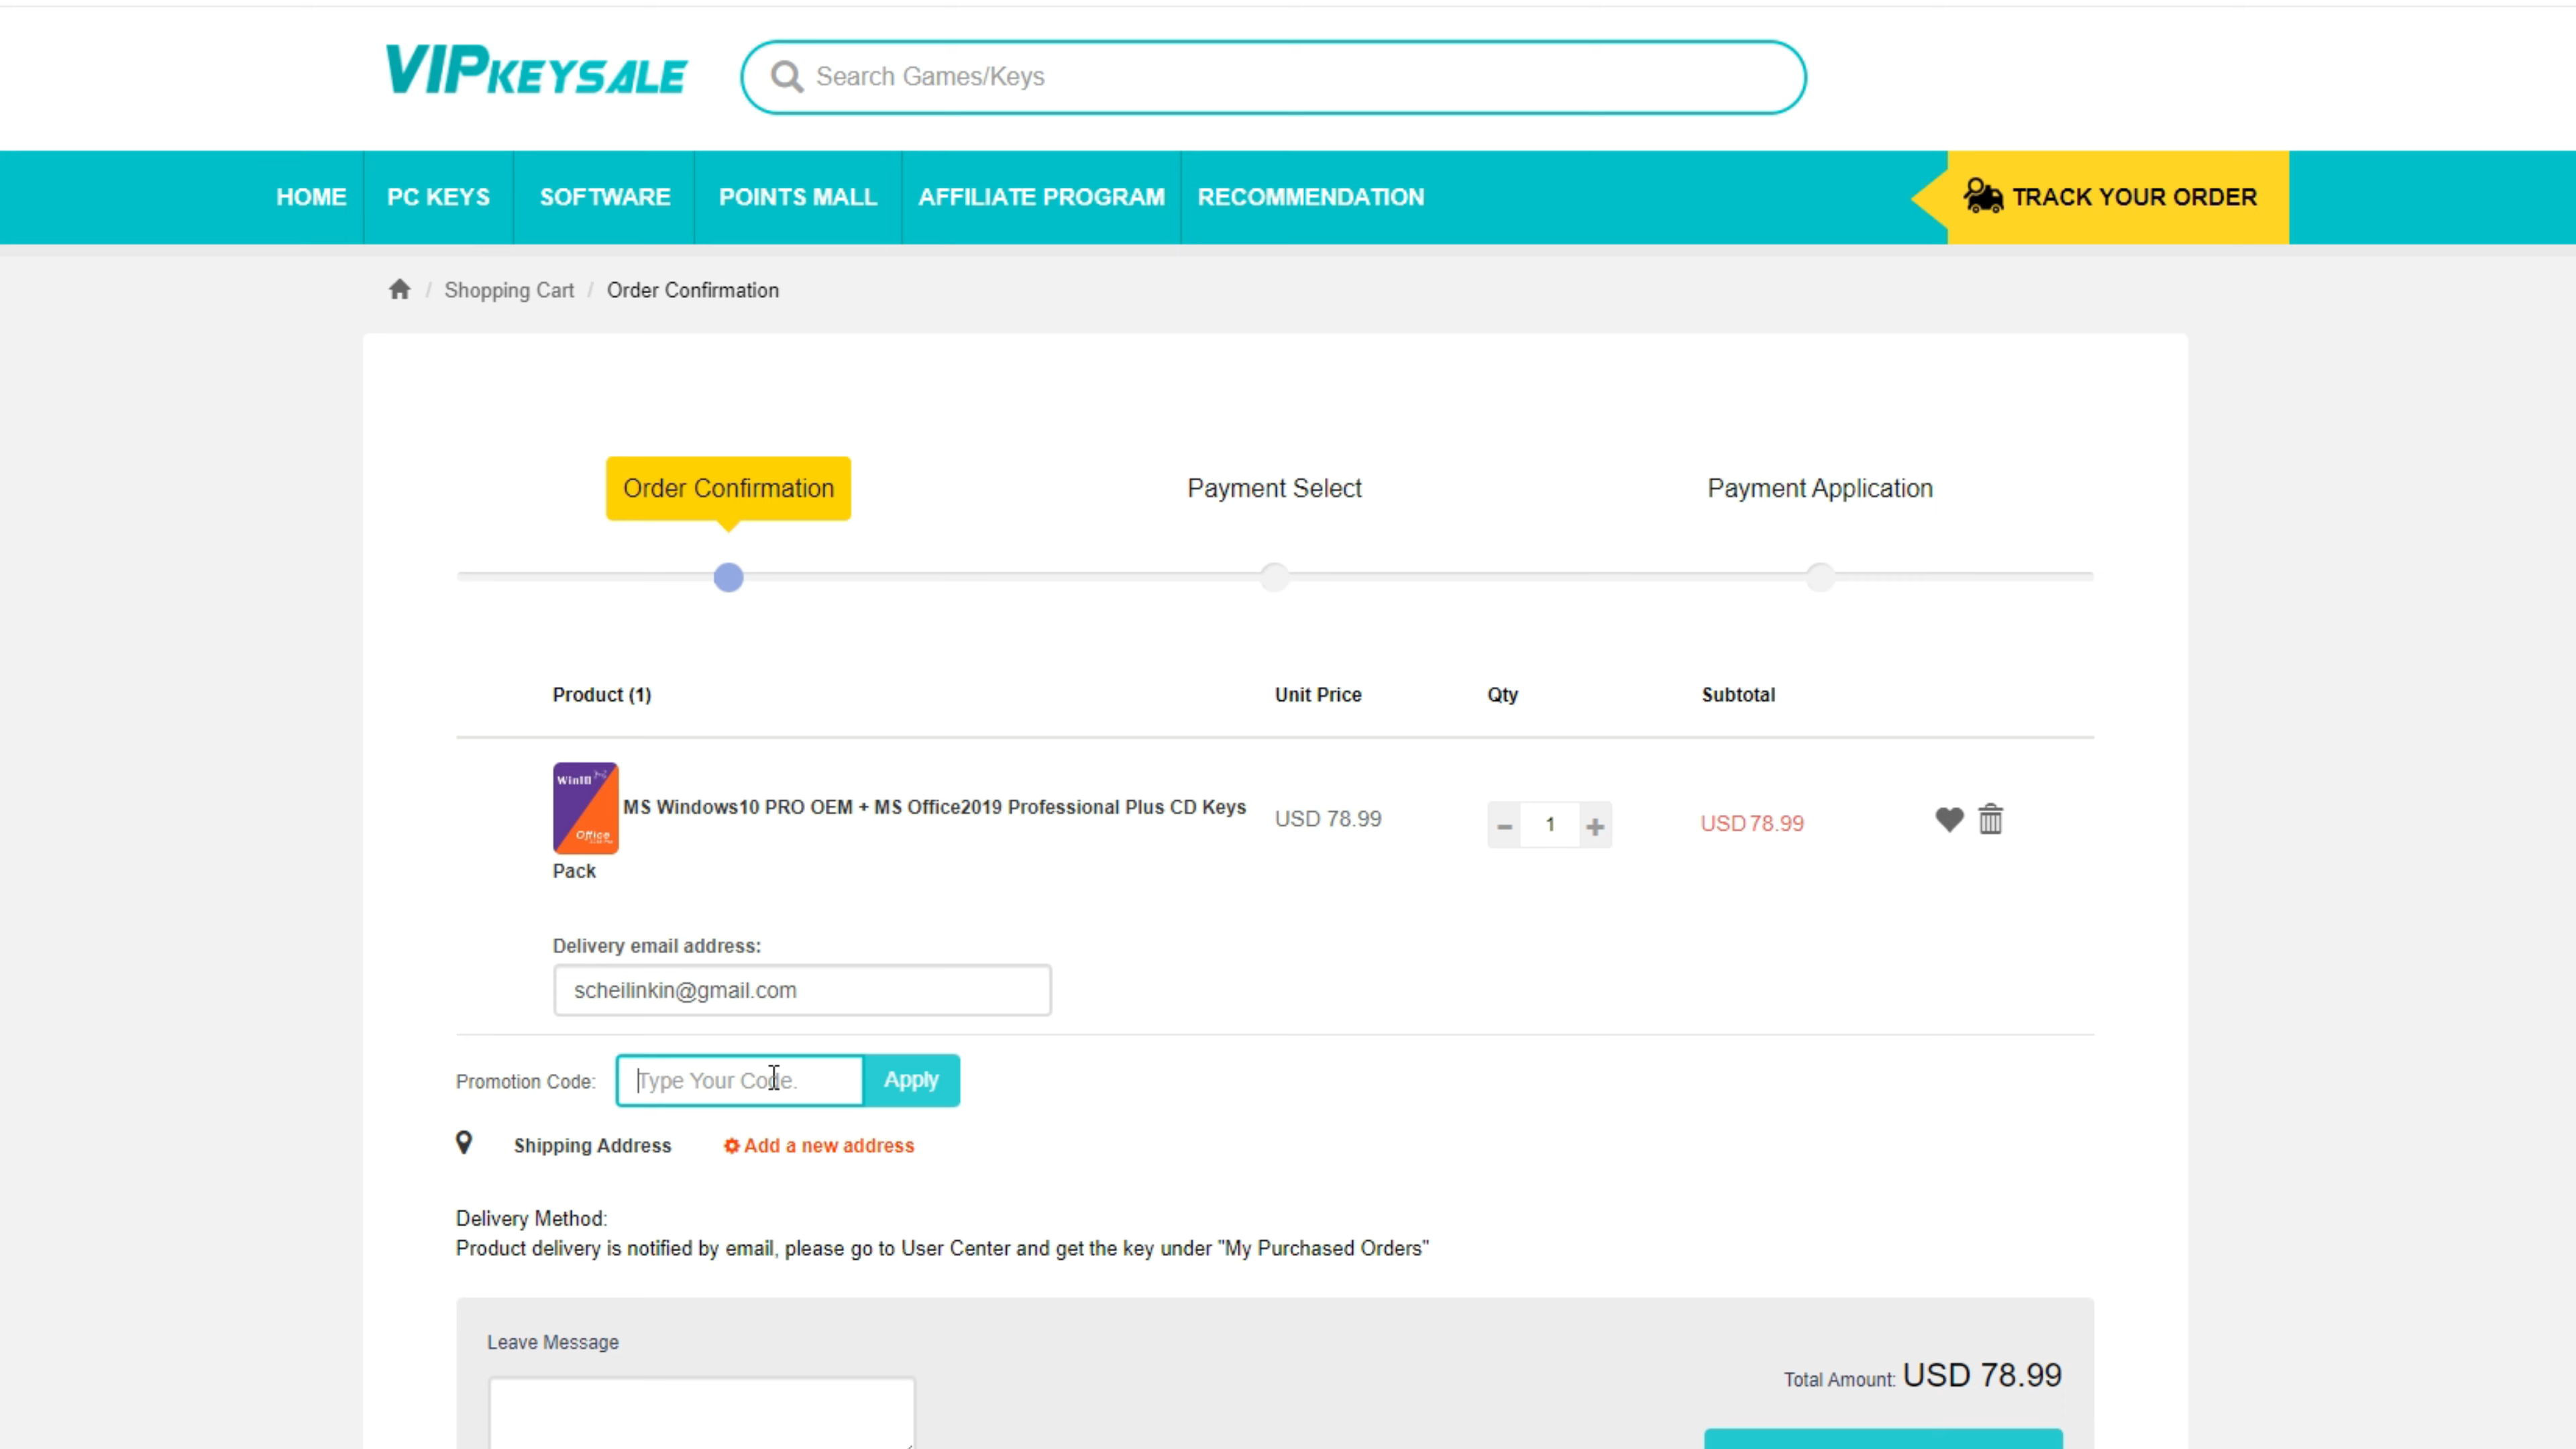 VIPKEYSALE
Search Games/Keys
HOME PC KEYS SOFTWARE POINTS MALL AFFILIATE PROGRAM RECOMMENDATION TRACK YOUR ORDER
/ Shopping Cart / Order Confirmation
Order Confirmation Payment Select Payment Application
Product (1) Unit Price Qty Subtotal
Win10
Office
MS Windows10 PRO OEM + MS Office2019 Professional Plus CD Keys USD 78.99 - 1 + USD 78.99
Pack
Delivery email address:
scheilinkin@gmail.com
Promotion Code: Type Your Code. Apply
Shipping Address Add a new address
Delivery Method:
Product delivery is notified by email, please go to User Center and get the key under "My Purchased Orders"
Leave Message
Total Amount: USD 78.99